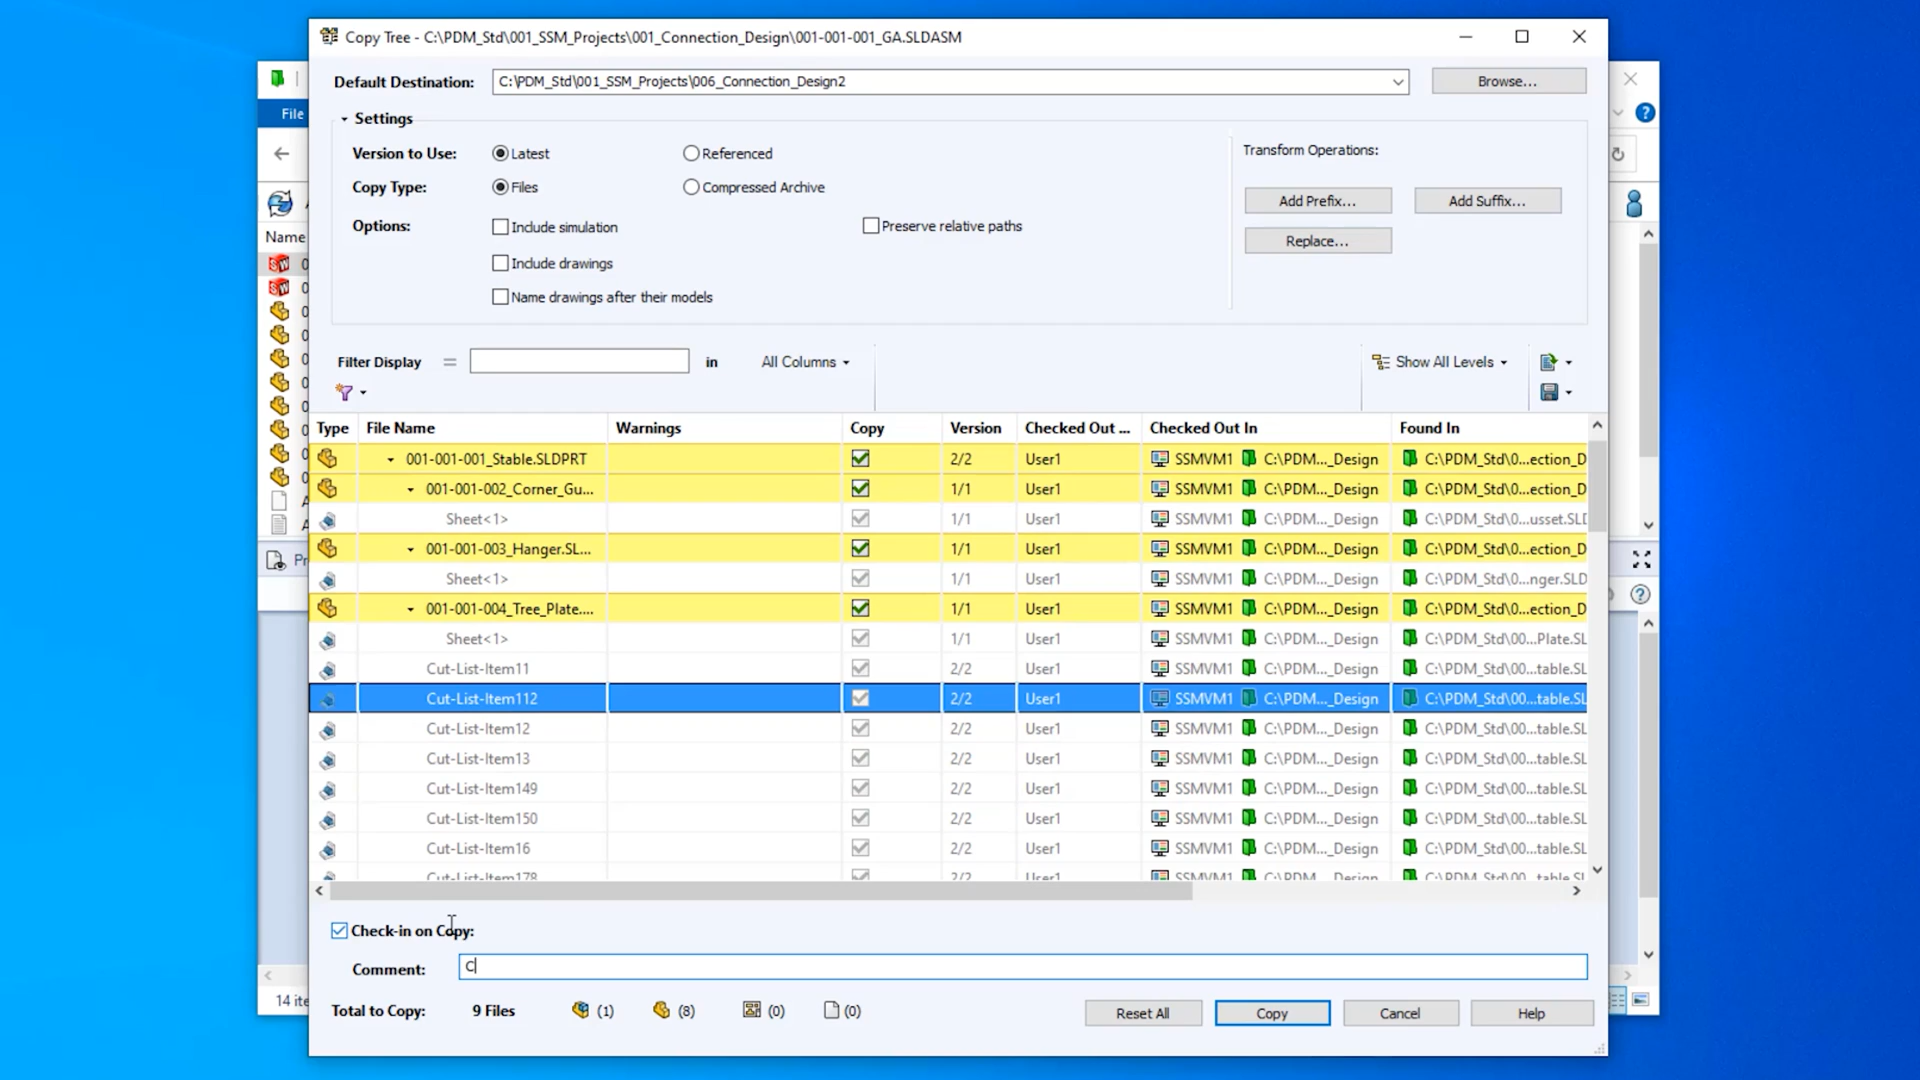 Copy Tree - C:\PDM_Std\001_SSM_Projects\001_Connection_Design\001-001-001_GA.SLDASM
Default Destination: C:\PDM_Std\001_SSM_Projects\006_Connection_Design2 Browse...
File
Settings
Version to Use: Latest Referenced Transform Operations:
Copy Type: Files Compressed Archive
Add Prefix... Add Suffix...
Options: Include simulation Preserve relative paths
Name
Replace...
Include drawings
Name drawings after their models
Filter Display = in All Columns Show All Levels
Type File Name Warnings Copy Version Checked Out ... Checked Out In Found In
001-001-001_Stable.SLDPRT 2/2 User1 SSMVM1 C:\PDM..._Design C:\PDM_Std\0...ection_D
001-001-002_Corner_Gu... 1/1 User1 SSMVM1 C:\PDM..._Design C:\PDM_Std\0...ection_D
Sheet<1> 1/1 User1 SSMVM1 C:\PDM..._Design C:\PDM_Std\0...usset.SLD
001-001-003_Hanger.SL... 1/1 User1 SSMVM1 C:\PDM..._Design C:\PDM_Std\0...ection_D
Sheet<1> 1/1 User1 SSMVM1 C:\PDM..._Design C:\PDM_Std\0...nger.SLD
001-001-004_Tree_Plate.... 1/1 User1 SSMVM1 C:\PDM..._Design C:\PDM_Std\0...ection_D
Sheet<1> 1/1 User1 SSMVM1 C:\PDM..._Design C:\PDM_Std\00...Plate.SL
Cut-List-Item11 2/2 User1 SSMVM1 C:\PDM..._Design C:\PDM_Std\00...table.SL
Cut-List-Item112 2/2 User1 SSMVM1 C:\PDM..._Design C:\PDM_Std\00...table.SL
Cut-List-Item12 2/2 User1 SSMVM1 C:\PDM..._Design C:\PDM_Std\00...table.SL
Cut-List-Item13 2/2 User1 SSMVM1 C:\PDM..._Design C:\PDM_Std\00...table.SL
Cut-List-Item149 2/2 User1 SSMVM1 C:\PDM..._Design C:\PDM_Std\00...table.SL
Cut-List-Item150 2/2 User1 SSMVM1 C:\PDM..._Design C:\PDM_Std\00...table.SL
Cut-List-Item16 2/2 User1 SSMVM1 C:\PDM..._Design C:\PDM_Std\00...table.SL
Cut-List-Item178 2/2 User1 SSMVM1 C:\PDM..._Design C:\PDM_Std\00...table.SL
Check-in on Copy:
Comment: C
14 ite
Total to Copy: 9 Files (1) (8) (0) (0) Reset All Copy Cancel Help